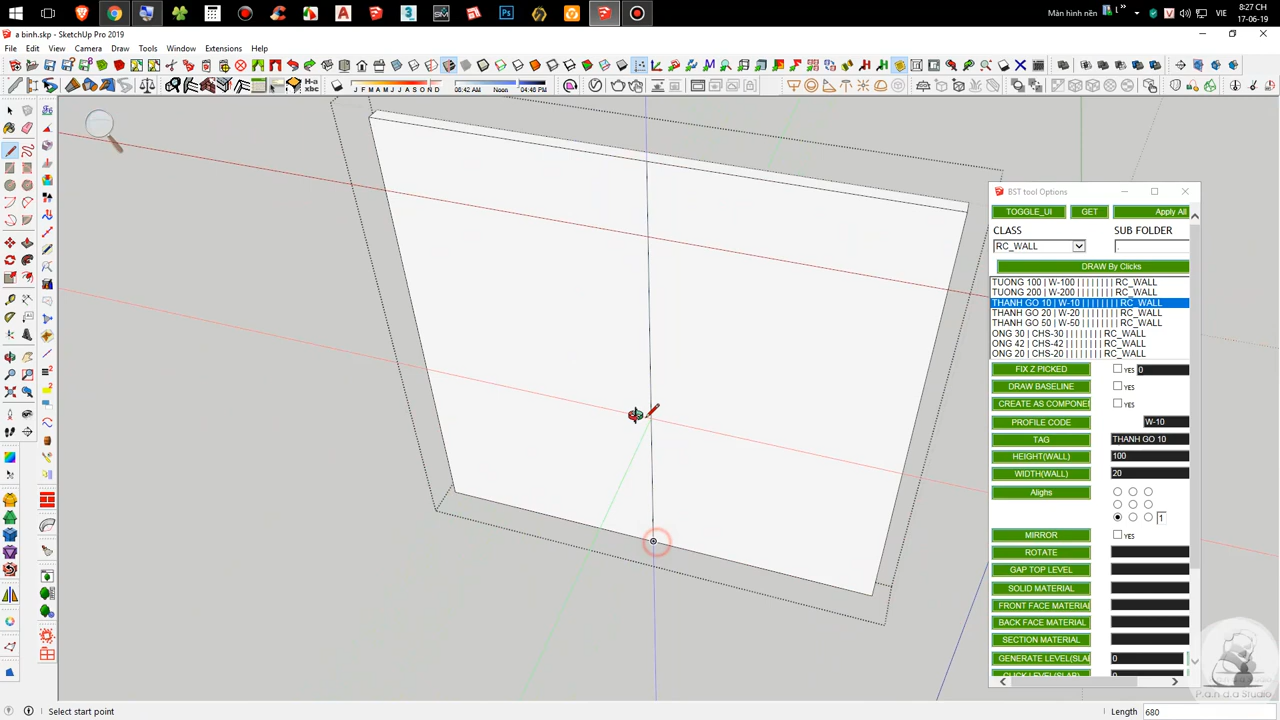 Màn hình nền
VIE
8:27 CH
17-06-19
a binh.skp - SketchUp Pro 2019
File Edit View Camera Draw Tools Window Extensions Help
H-a
xbc
J F M A M J J A S O N D
06:42 AM Noon 04:46 PM
BST tool Options
TOGGLE_UI GET Apply All
CLASS SUB FOLDER
RC_WALL .
DRAW By Clicks
TUONG 100 | W-100 | | | | | | | | RC_WALL
TUONG 200 | W-200 | | | | | | | | RC_WALL
THANH GO 10 | W-10 | | | | | | | | RC_WALL
THANH GO 20 | W-20 | | | | | | | | RC_WALL
THANH GO 50 | W-50 | | | | | | | | RC_WALL
ONG 30 | CHS-30 | | | | | | | | RC_WALL
ONG 42 | CHS-42 | | | | | | | | RC_WALL
ONG 20 | CHS-20 | | | | | | | | RC_WALL
FIX Z PICKED YES 0
DRAW BASELINE YES
CREATE AS COMPONE YES
PROFILE CODE W-10
TAG THANH GO 10
HEIGHT(WALL) 100
WIDTH(WALL) 20
Alighs
1
MIRROR YES
ROTATE
GAP TOP LEVEL
SOLID MATERIAL
FRONT FACE MATERIA
BACK FACE MATERIAL
SECTION MATERIAL
GENERATE LEVEL(SLAB 0
P.a.n.d.a Studio
Select start point
Length 680